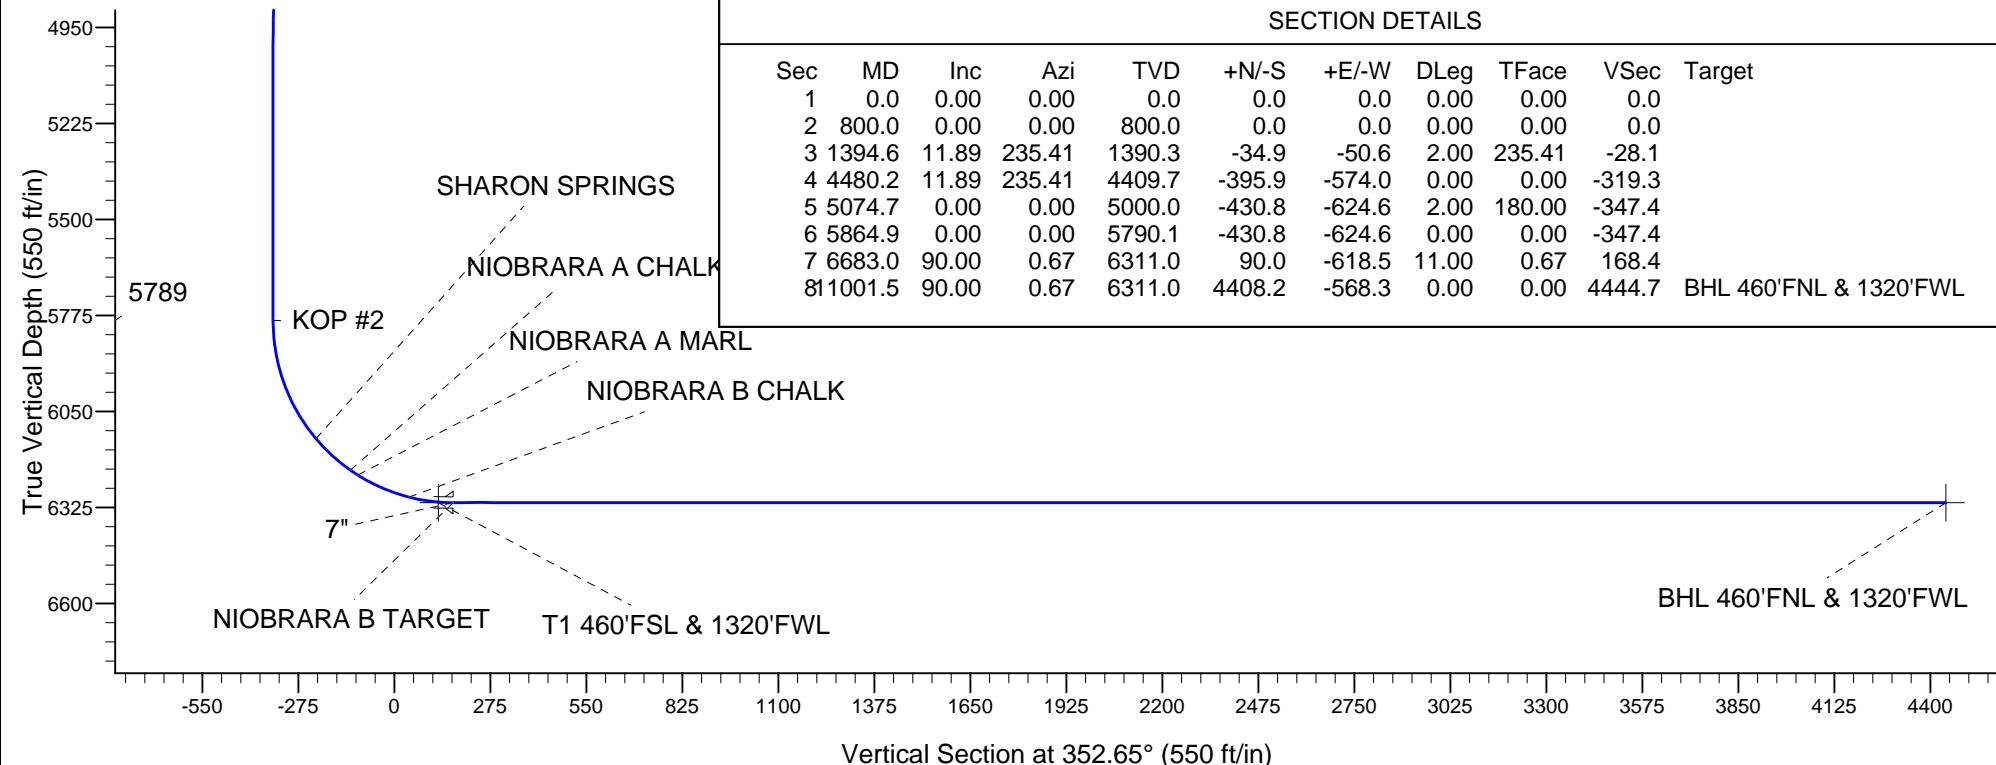 SECTION DETAILS
Sec MD Inc Azi TVD +N/-S +E/-W DLeg TFace VSec Target
1 0.0 0.00 0.00 0.0 0.0 0.0 0.00 0.00 0.0
2 800.0 0.00 0.00 800.0 0.0 0.0 0.00 0.00 0.0
3 1394.6 11.89 235.41 1390.3 -34.9 -50.6 2.00 235.41 -28.1
4 4480.2 11.89 235.41 4409.7 -395.9 -574.0 0.00 0.00 -319.3
5 5074.7 0.00 0.00 5000.0 -430.8 -624.6 2.00 180.00 -347.4
6 5864.9 0.00 0.00 5790.1 -430.8 -624.6 0.00 0.00 -347.4
7 6683.0 90.00 0.67 6311.0 90.0 -618.5 11.00 0.67 168.4
8 11001.5 90.00 0.67 6311.0 4408.2 -568.3 0.00 0.00 4444.7 BHL 460'FNL & 1320'FWL
True Vertical Depth (550 ft/in)
4950
5225
5500
5775
6050
6325
6600
5789
SHARON SPRINGS
NIOBRARA A CHALK
KOP #2
NIOBRARA A MARL
NIOBRARA B CHALK
7"
NIOBRARA B TARGET
T1 460'FSL & 1320'FWL
BHL 460'FNL & 1320'FWL
-550 -275 0 275 550 825 1100 1375 1650 1925 2200 2475 2750 3025 3300 3575 3850 4125 4400
Vertical Section at 352.65° (550 ft/in)